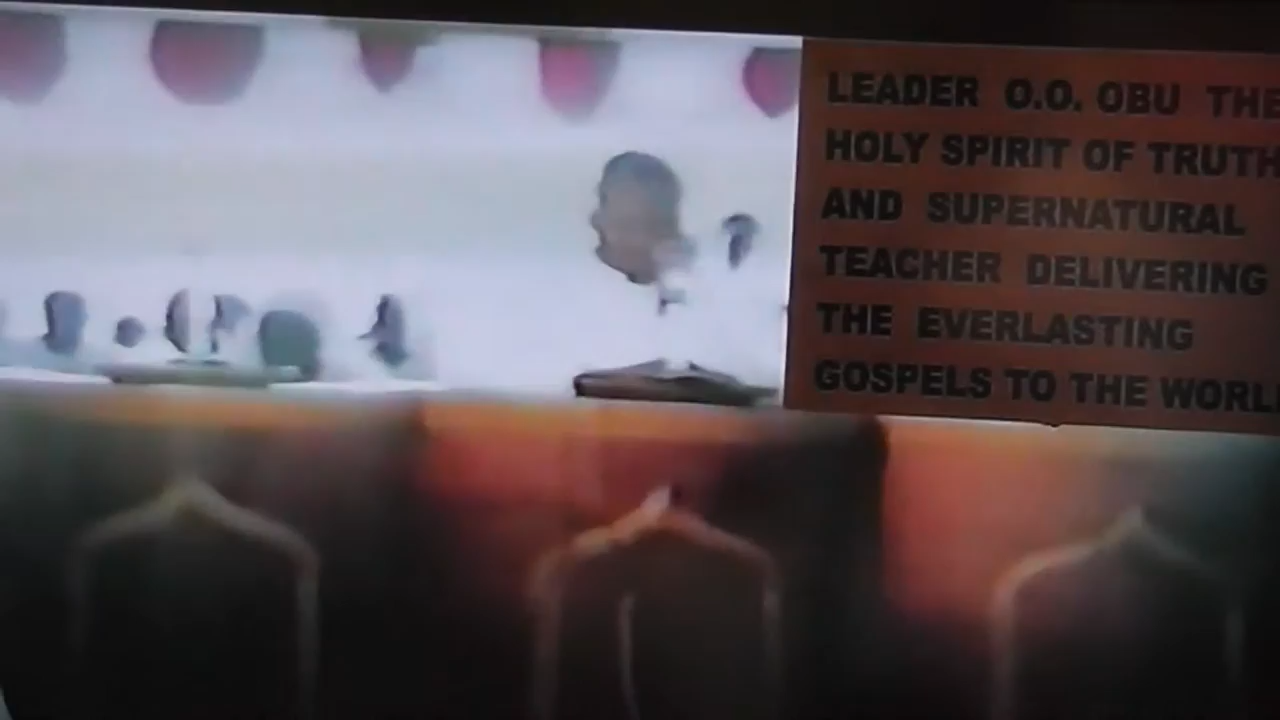 LEADER O.O. OBU THE
HOLY SPIRIT OF TRUTH
AND SUPERNATURAL
TEACHER DELIVERING
THE EVERLASTING
GOSPELS TO THE WORL